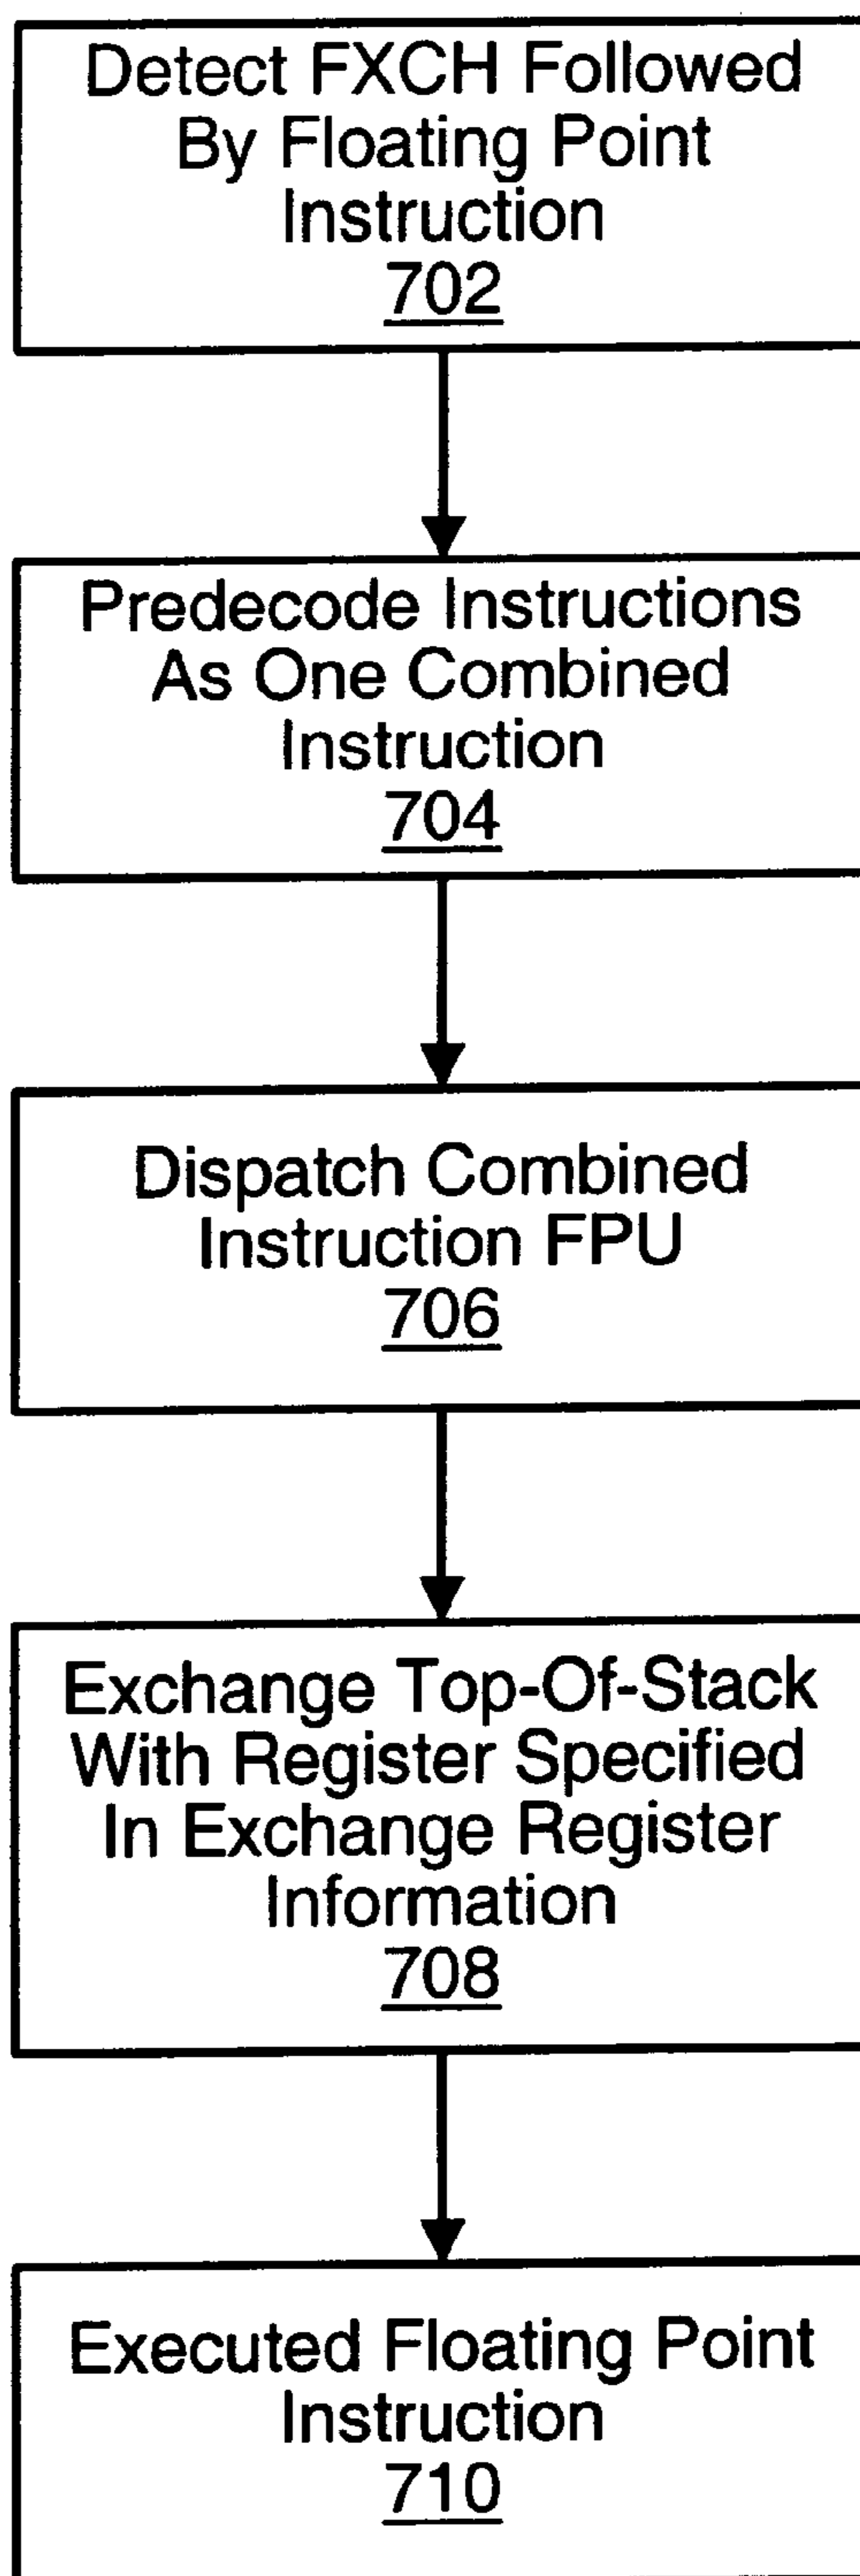 Detect FXCH Followed
By Floating Point
Instruction
702
Predecode Instructions
As One Combined
Instruction
704
Dispatch Combined
Instruction FPU
706
Exchange Top-Of-Stack
With Register Specified
In Exchange Register
Information
708
Executed Floating Point
Instruction
710